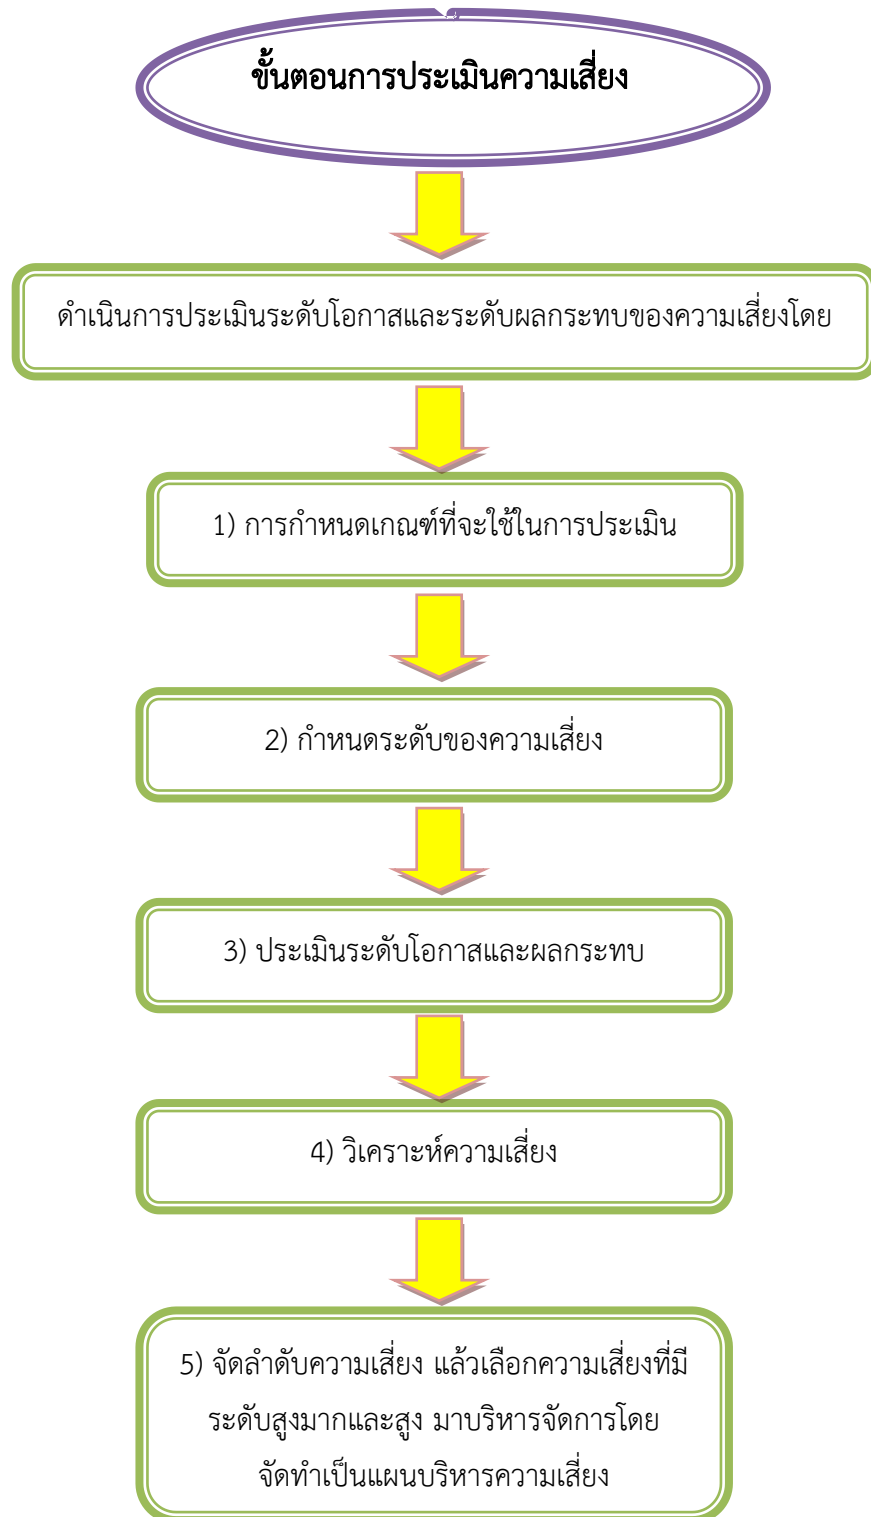 ขั้นตอนการประเมินความเสี่ยง
ดำเนินการประเมินระดับโอกาสและระดับผลกระทบของความเสี่ยงโดย
1) การกำหนดเกณฑ์ที่จะใช้ในการประเมิน
2) กำหนดระดับของความเสี่ยง
3) ประเมินระดับโอกาสและผลกระทบ
4) วิเคราะห์ความเสี่ยง
5) จัดลำดับความเสี่ยง แล้วเลือกความเสี่ยงที่มี
ระดับสูงมากและสูง มาบริหารจัดการโดย
จัดทำเป็นแผนบริหารความเสี่ยง